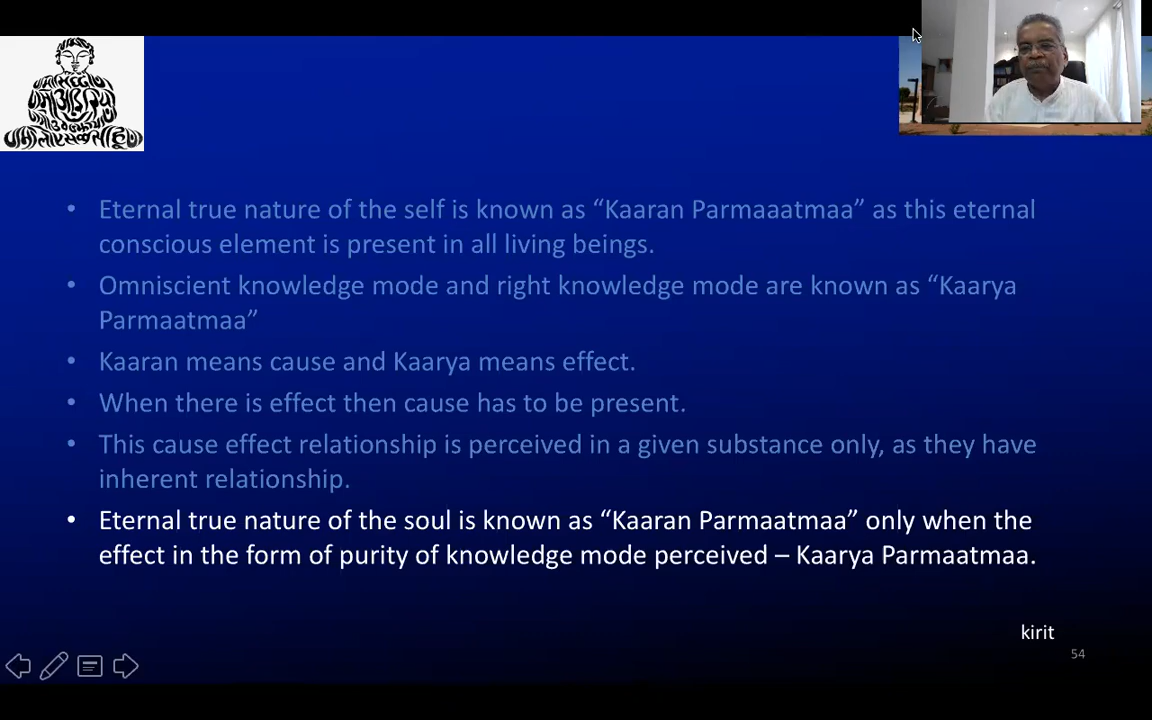 • Eternal true nature of the self is known as “Kaaran Parmaaatmaa” as this eternal
conscious element is present in all living beings.
• Omniscient knowledge mode and right knowledge mode are known as “Kaarya
Parmaatmaa”
• Kaaran means cause and Kaarya means effect.
• When there is effect then cause has to be present.
• This cause effect relationship is perceived in a given substance only, as they have
inherent relationship.
• Eternal true nature of the soul is known as “Kaaran Parmaatmaa” only when the
effect in the form of purity of knowledge mode perceived – Kaarya Parmaatmaa.
kirit
54